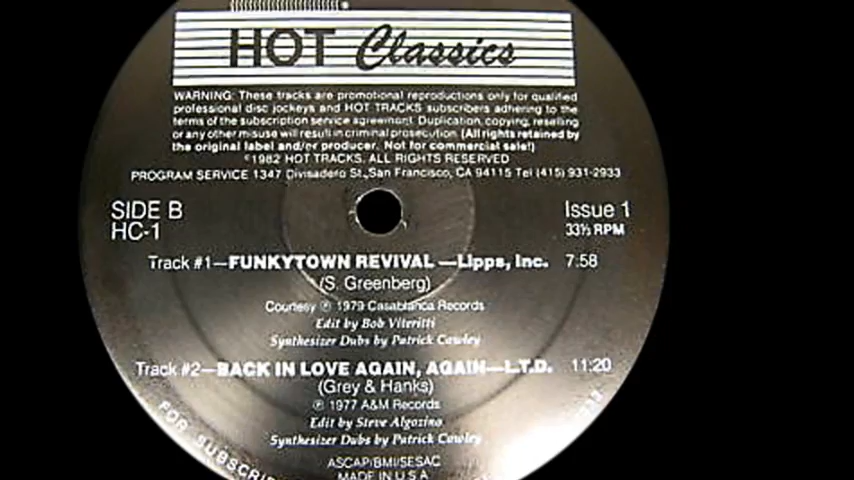 HOT Classics
WARNING: These tracks are promotional reproductions only for qualified
professional disc jockeys and HOT TRACKS subscribers adhering to the
terms of the subscription service agreement. Duplication, copying, reselling
or any other misuse will result in criminal prosecution. (All rights retained by
the original label and/or producer. Not for commercial sale!)
©1982 HOT TRACKS. ALL RIGHTS RESERVED
PROGRAM SERVICE 1347 Divisadero St., San Francisco, CA 94115 Tel (415) 931-2933
SIDE B Issue 1
HC-1 33⅓ RPM
Track #1—FUNKYTOWN REVIVAL—Lipps, Inc. 7:58
(S. Greenberg)
Courtesy ℗ 1979 Casablanca Records
Edit by Bob Viteritti
Synthesizer Dubs by Patrick Cowley
Track #2—BACK IN LOVE AGAIN, AGAIN—L.T.D. 11:20
(Grey & Hanks)
℗ 1977 A&M Records
Edit by Steve Algozino
Synthesizer Dubs by Patrick Cowley
ASCAP/BMI/SESAC
MADE IN U.S.A.
FOR